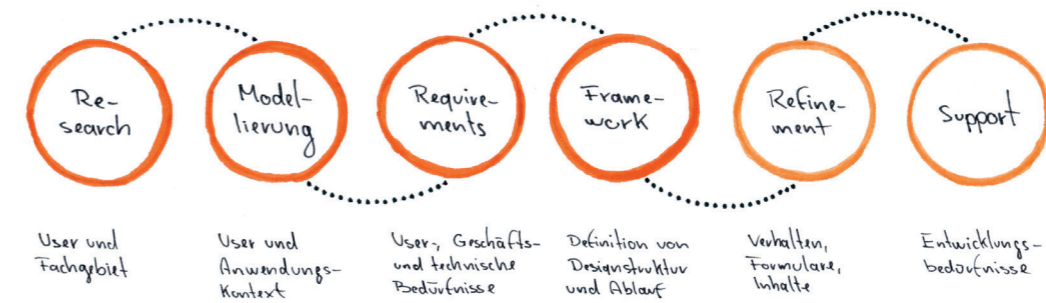 Re-
search
Model-
lierung
Require-
ments
Frame-
work
Refine-
ment
Support
User und
Fachgebiet
User und
Anwendungs-
Kontext
User-, Geschäfts-
und technische
Bedürfnisse
Definition von
Designstruktur
und Ablauf
Verhalten,
Formulare,
Inhalte
Entwicklungs-
bedürfnisse